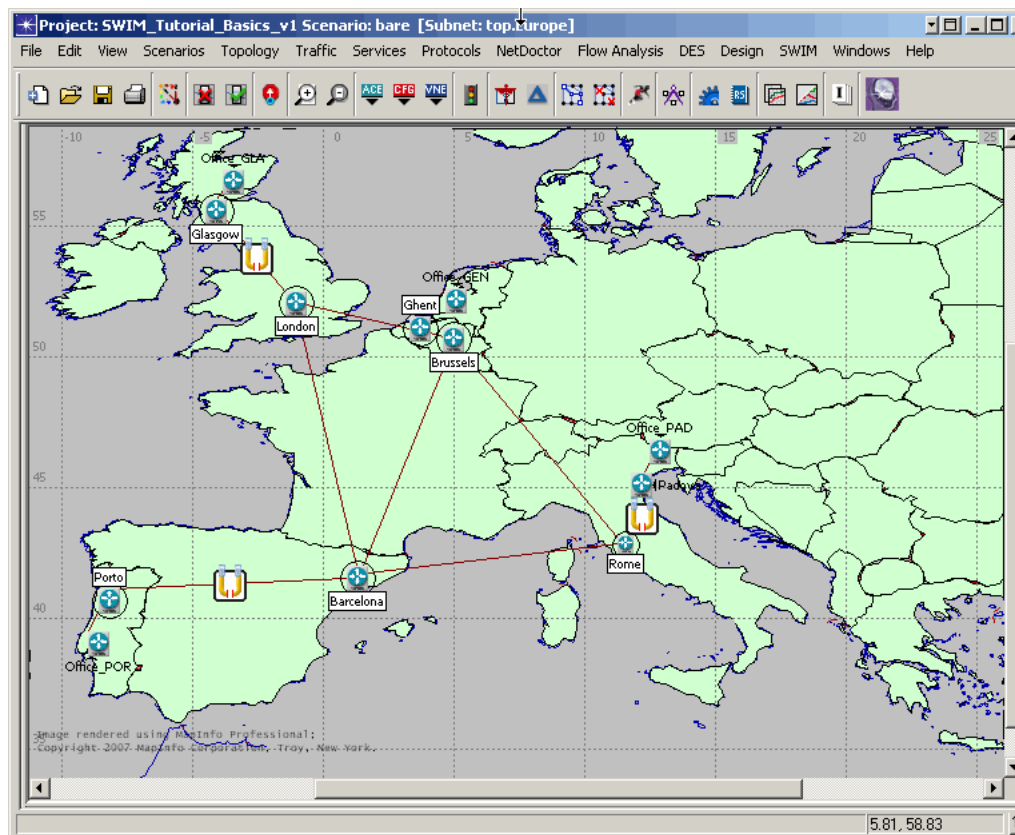 Project: SWIM_Tutorial_Basics_v1 Scenario: bare [Subnet: top.Europe]
File Edit View Scenarios Topology Traffic Services Protocols NetDoctor Flow Analysis DES Design SWIM Windows Help
ACE CFG VNE RS I
-10 -5 0 5 10 15 20 25
Office_GLA
55
Glasgow
Office_GEN
Ghent
London
50
Brussels
Office_PAD
45
Padova
Rome
Porto
Barcelona
40
Office_POR
35
Image rendered using MapInfo Professional;
Copyright 2007 MapInfo Corporation, Troy, New York.
5.81, 58.83